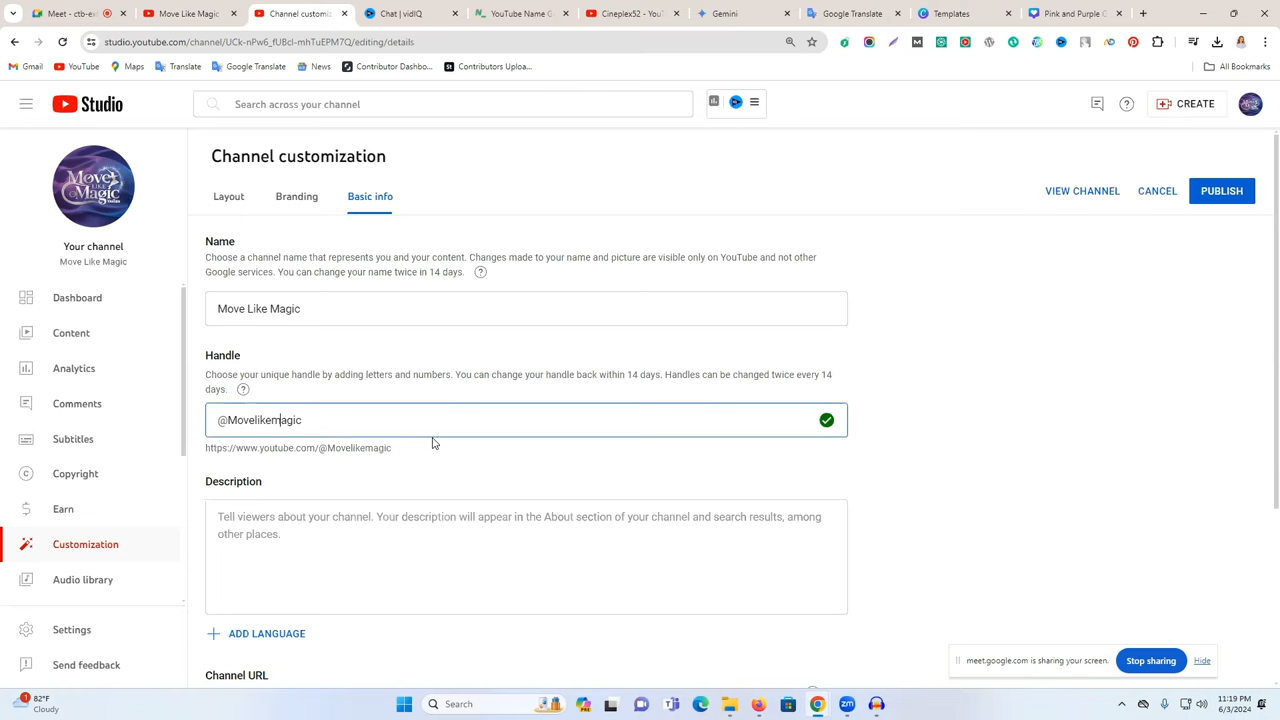 Meet - ctb-es
Move Like Magic
Channel customiza
Chat | vidIQ
YouTube Name G
Cineplex52 - YouT
Gemini
Google Translate
Templates
Pink and Purple G
studio.youtube.com/channel/UCk-nPw6_fUBcI-mhTuEPM7Q/editing/details
Gmail
YouTube
Maps
Translate
Google Translate
News
Contributor Dashbo...
Contributors Uploa...
All Bookmarks
Studio
Search across your channel
CREATE
Move
LIKE
Magic
Your channel
Move Like Magic
Dashboard
Content
Analytics
Comments
Subtitles
Copyright
Earn
Customization
Audio library
Settings
Send feedback
Channel customization
Layout
Branding
Basic info
VIEW CHANNEL
CANCEL
PUBLISH
Name
Choose a channel name that represents you and your content. Changes made to your name and picture are visible only on YouTube and not other
Google services. You can change your name twice in 14 days.
Move Like Magic
Handle
Choose your unique handle by adding letters and numbers. You can change your handle back within 14 days. Handles can be changed twice every 14
days.
@Movelikemagic
https://www.youtube.com/@Movelikemagic
Description
Tell viewers about your channel. Your description will appear in the About section of your channel and search results, among
other places.
ADD LANGUAGE
Channel URL
meet.google.com is sharing your screen.
Stop sharing
Hide
1
82°F
Cloudy
Search
11:19 PM
6/3/2024